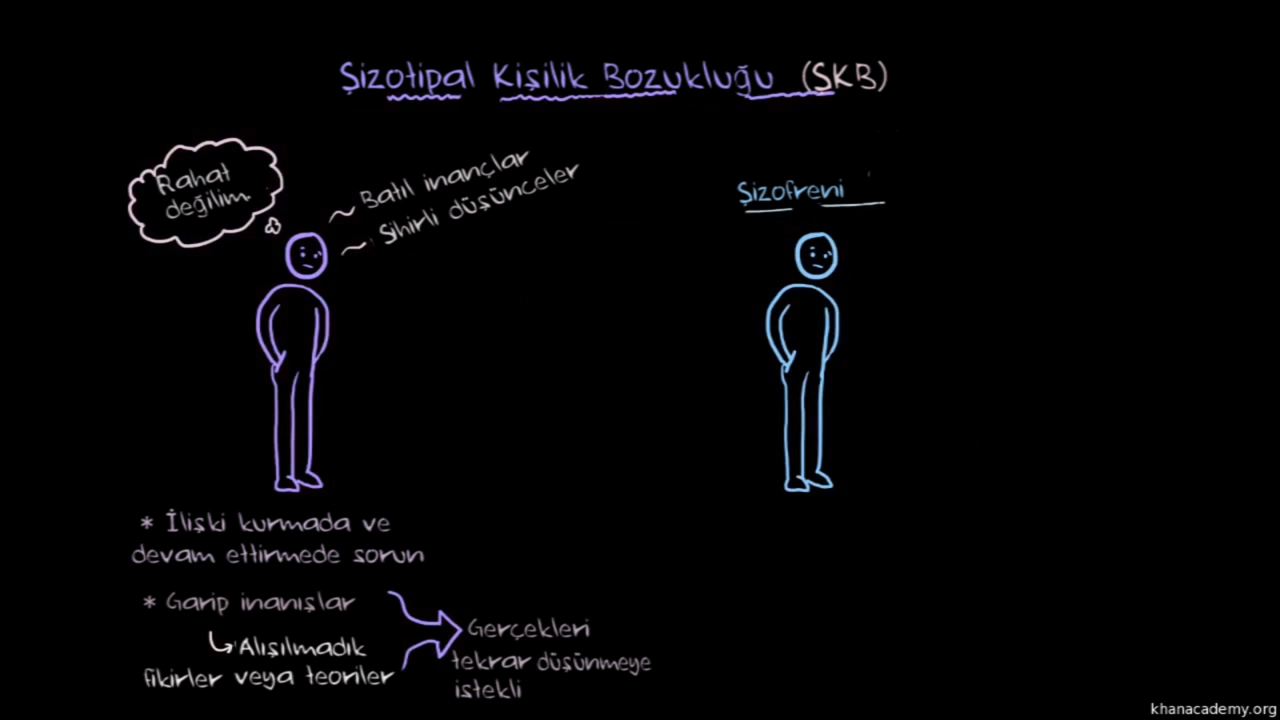 Şizotipal Kişilik Bozukluğu (ŞKB)
Rahat
değilim.
~ Batıl inançlar
~ Sihirli düşünceler
Şizofreni
* İlişki kurmada ve
devam ettirmede sorun
* Garip inanışlar
Alışılmadık
fikirler veya teoriler
Gerçekleri
tekrar düşünmeye
istekli
khanacademy.org